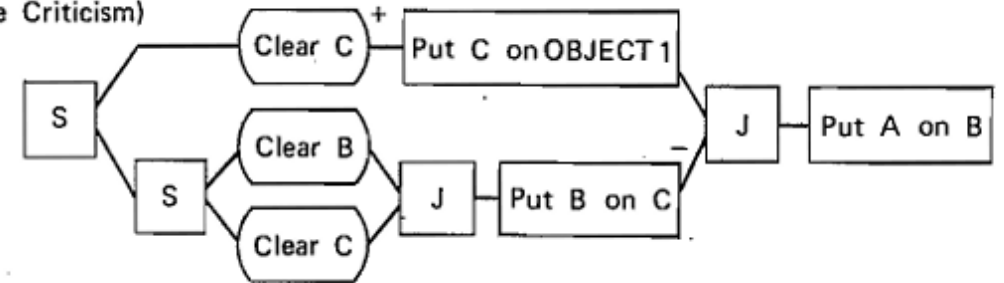 e Criticism)
+
Clear C
Put C on OBJECT 1
S
Clear B
J
Put A on B
−
S
J
Put B on C
Clear C